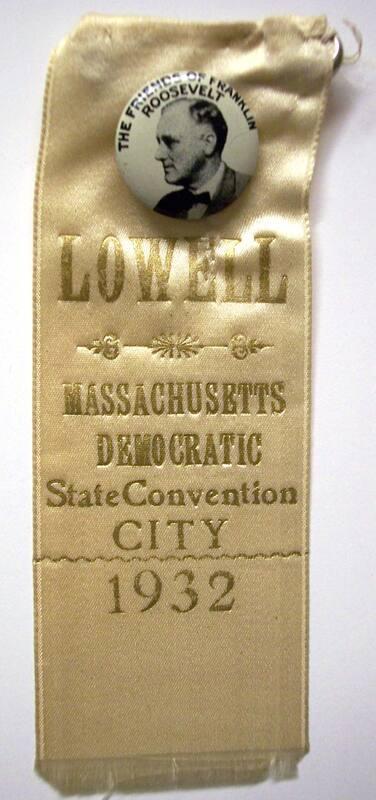 THE FRIENDS OF FRANKLIN
ROOSEVELT
LOWELL
MASSACHUSETTS
DEMOCRATIC
State Convention
CITY
1932